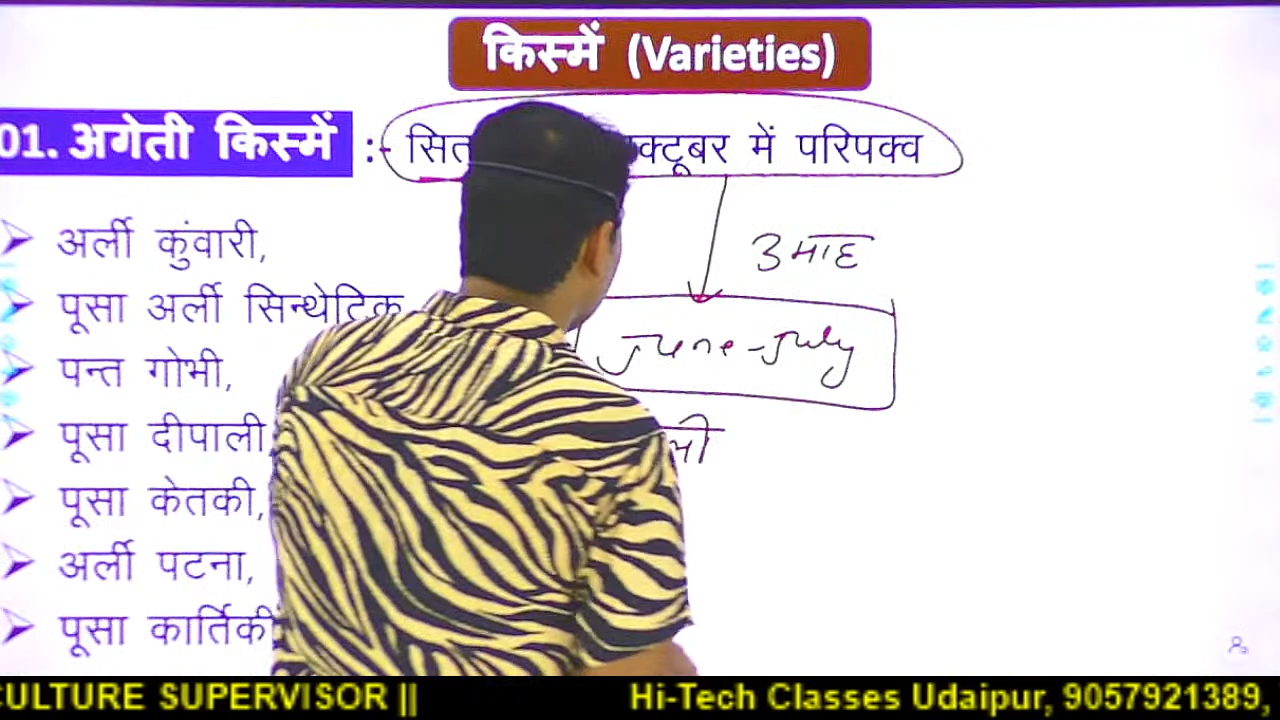 किस्में (Varieties)
01. अगेती किस्में :- सित क्टूबर में परिपक्व
3 माह
➢ अर्ली कुंवारी,
➢ पूसा अर्ली सिन्थेटिक
June-July
➢ पन्त गोभी,
➢ पूसा दीपाली,
➢ पूसा केतकी,
➢ अर्ली पटना,
➢ पूसा कार्तिकी
CULTURE SUPERVISOR || Hi-Tech Classes Udaipur, 9057921389,